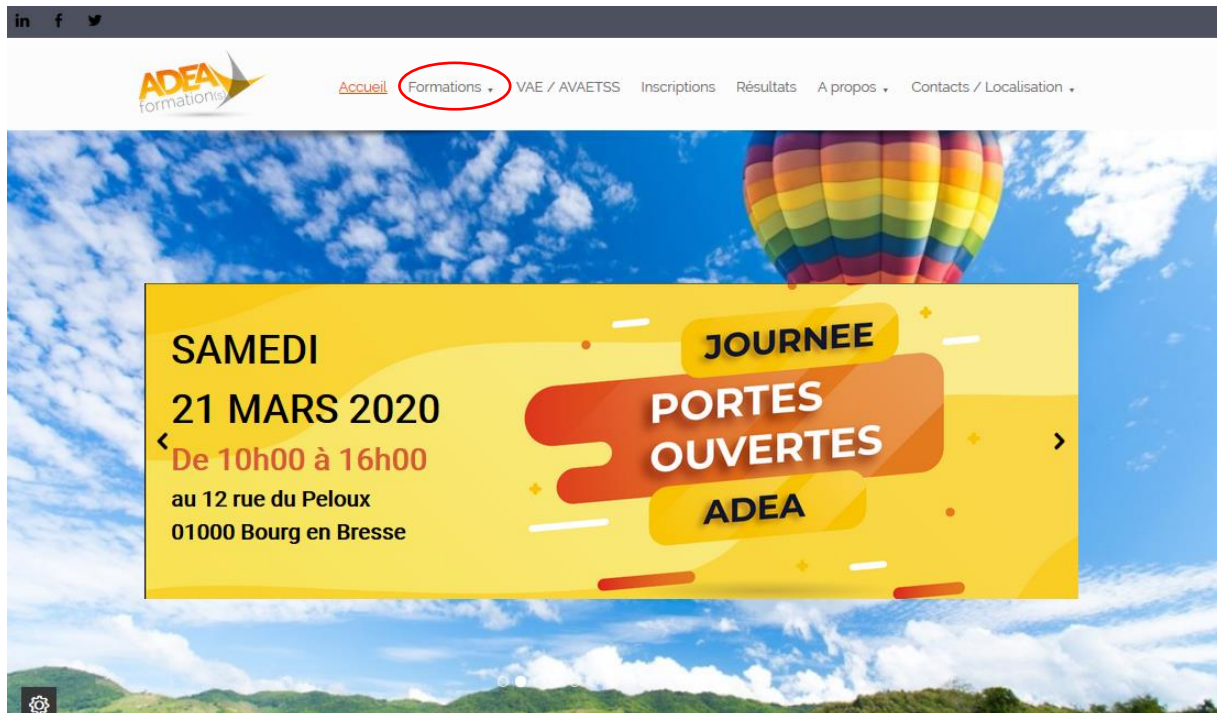 in f
ADEA
formation(s)
Accueil Formations VAE / AVAETSS Inscriptions Résultats A propos Contacts / Localisation
SAMEDI
21 MARS 2020
De 10h00 à 16h00
au 12 rue du Peloux
01000 Bourg en Bresse
JOURNEE
PORTES
OUVERTES
ADEA